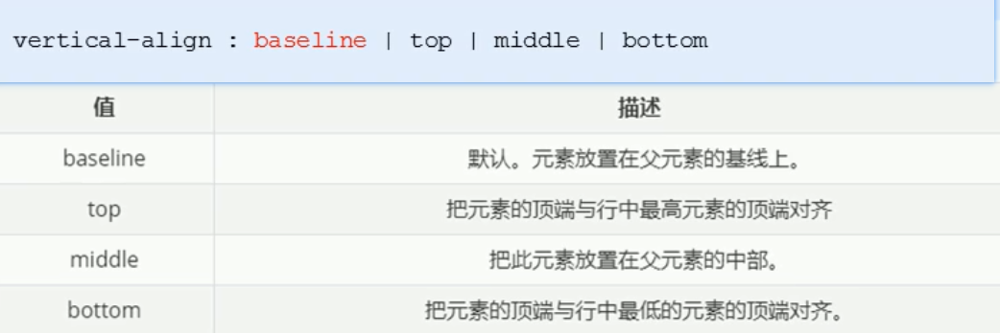 vertical-align : baseline | top | middle | bottom
值 描述
baseline 默认。元素放置在父元素的基线上。
top 把元素的顶端与行中最高元素的顶端对齐
middle 把此元素放置在父元素的中部。
bottom 把元素的顶端与行中最低的元素的顶端对齐。